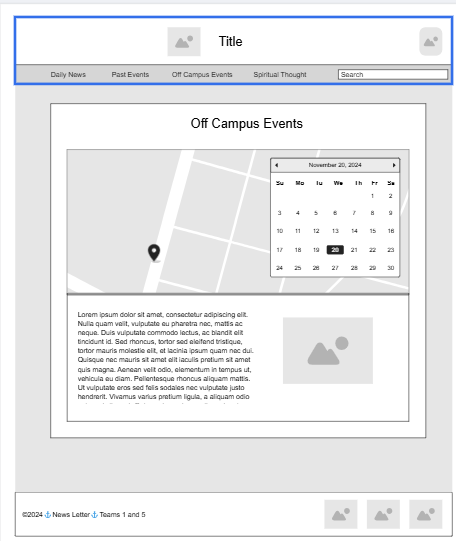 Title
Daily News Past Events Off Campus Events Spiritual Thought Search
Off Campus Events
November 20, 2024
Su Mo Tu We Th Fr Sa
1 2
3 4 5 6 7 8 9
10 11 12 13 14 15 16
17 18 19 20 21 22 23
24 25 26 27 28 29 30
Lorem ipsum dolor sit amet, consectetur adipiscing elit.
Nulla quam velit, vulputate eu pharetra nec, mattis ac
neque. Duis vulputate commodo lectus, ac blandit elit
tincidunt id. Sed rhoncus, tortor sed eleifend tristique,
tortor mauris molestie elit, et lacinia ipsum quam nec dui.
Quisque nec mauris sit amet elit iaculis pretium sit amet
quis magna. Aenean velit odio, elementum in tempus ut,
vehicula eu diam. Pellentesque rhoncus aliquam mattis.
Ut vulputate eros sed felis sodales nec vulputate justo
hendrerit. Vivamus varius pretium ligula, a aliquam odio
©2024 ⚓ News Letter ⚓ Teams 1 and 5